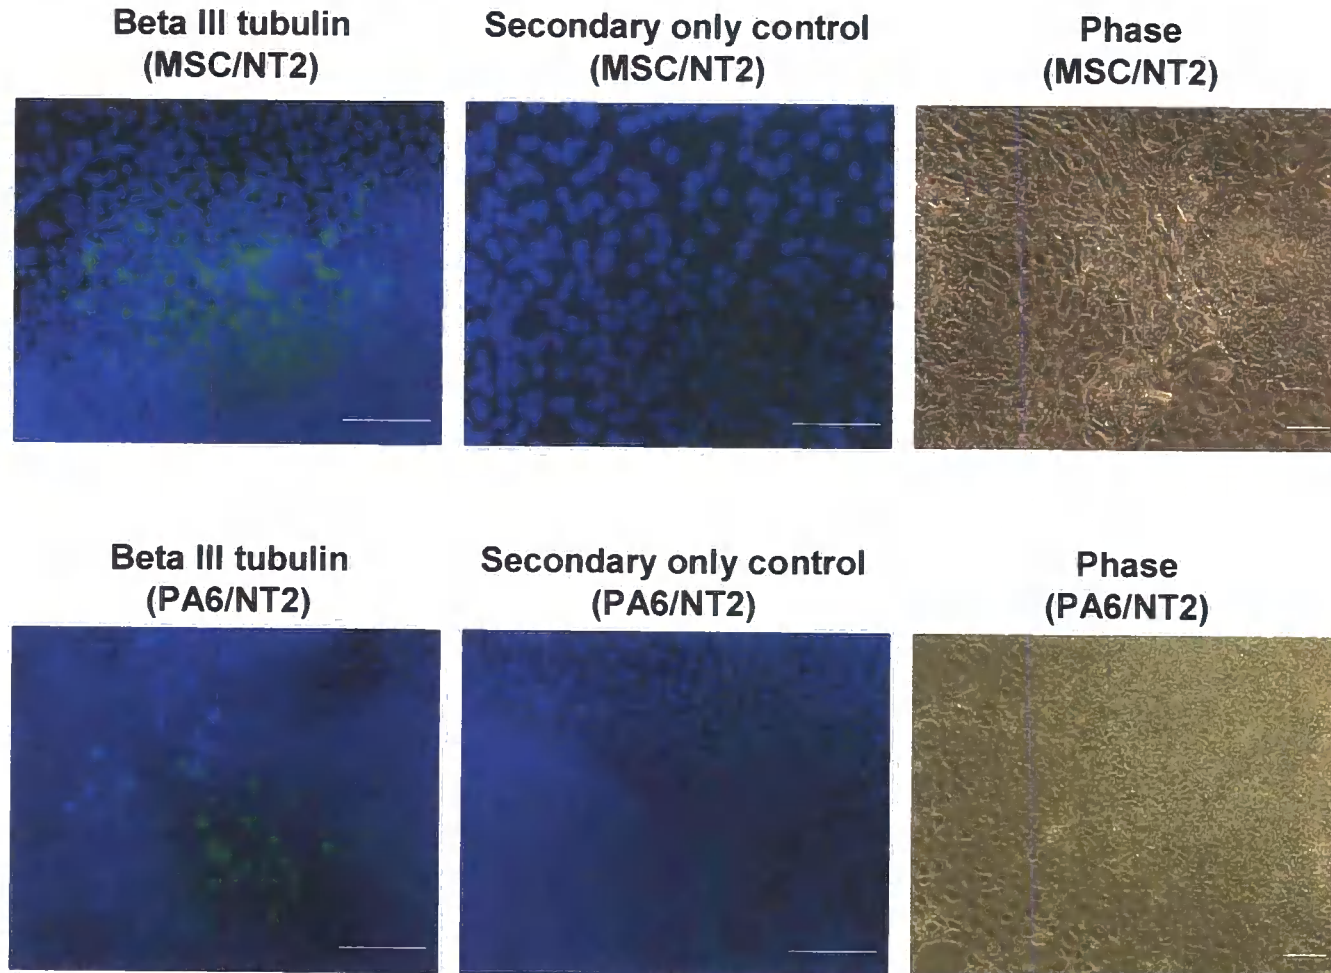 Beta III tubulin
(MSC/NT2)
Secondary only control
(MSC/NT2)
Phase
(MSC/NT2)
Beta III tubulin
(PA6/NT2)
Secondary only control
(PA6/NT2)
Phase
(PA6/NT2)